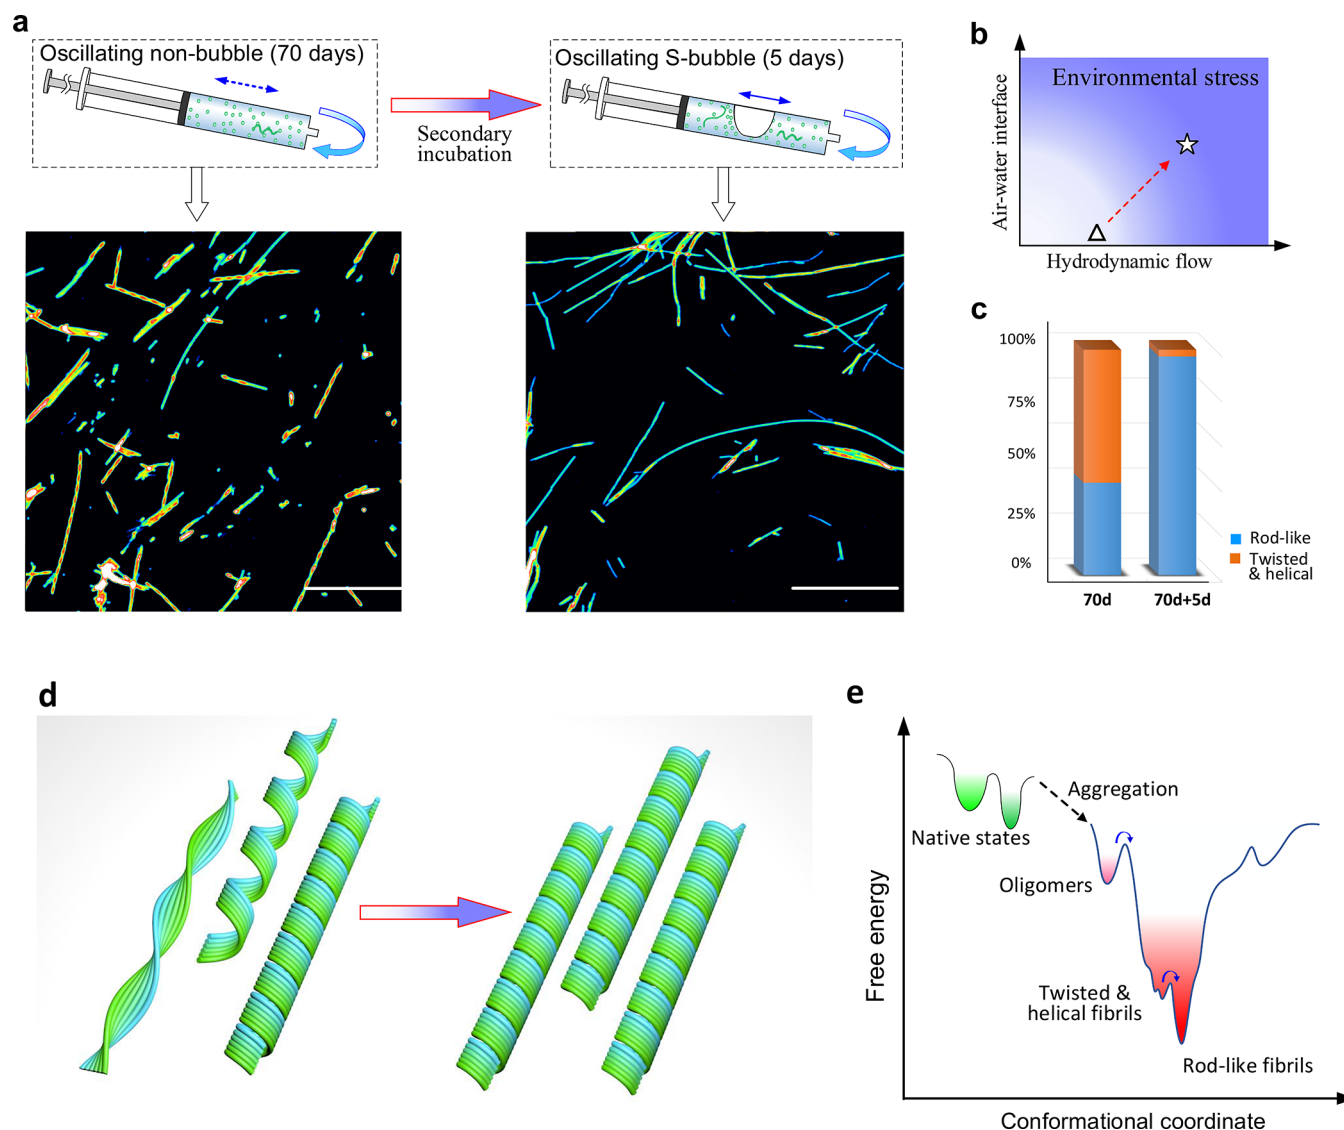 a
Oscillating non-bubble (70 days)
Oscillating S-bubble (5 days)
Secondary
incubation
b
Environmental stress
Air-water interface
Hydrodynamic flow
c
100%
75%
50%
25%
0%
70d
70d+5d
Rod-like
Twisted
& helical
d
e
Free energy
Native states
Aggregation
Oligomers
Twisted &
helical fibrils
Rod-like fibrils
Conformational coordinate